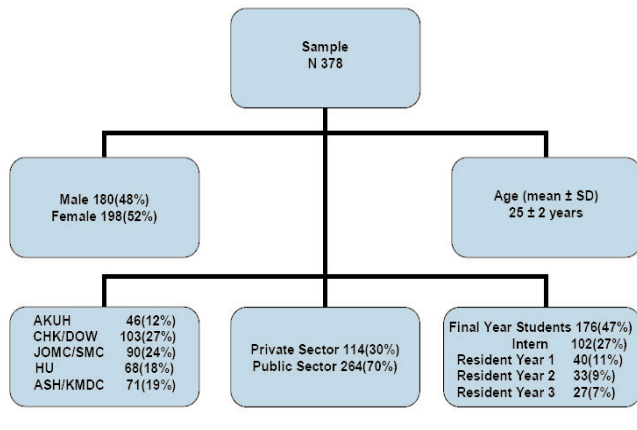 Sample
N 378
Male 180(48%)
Female 198(52%)
Age (mean ± SD)
25 ± 2 years
AKUH 46(12%)
CHK/DOW 103(27%)
JOMC/SMC 90(24%)
HU 68(18%)
ASH/KMDC 71(19%)
Private Sector 114(30%)
Public Sector 264(70%)
Final Year Students 176(47%)
Intern 102(27%)
Resident Year 1 40(11%)
Resident Year 2 33(9%)
Resident Year 3 27(7%)